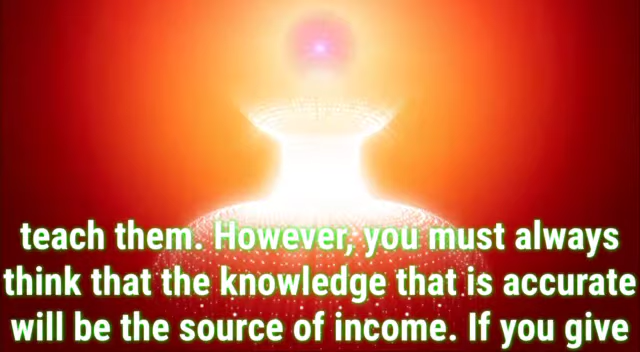 teach them. However, you must always
think that the knowledge that is accurate
will be the source of income. If you give